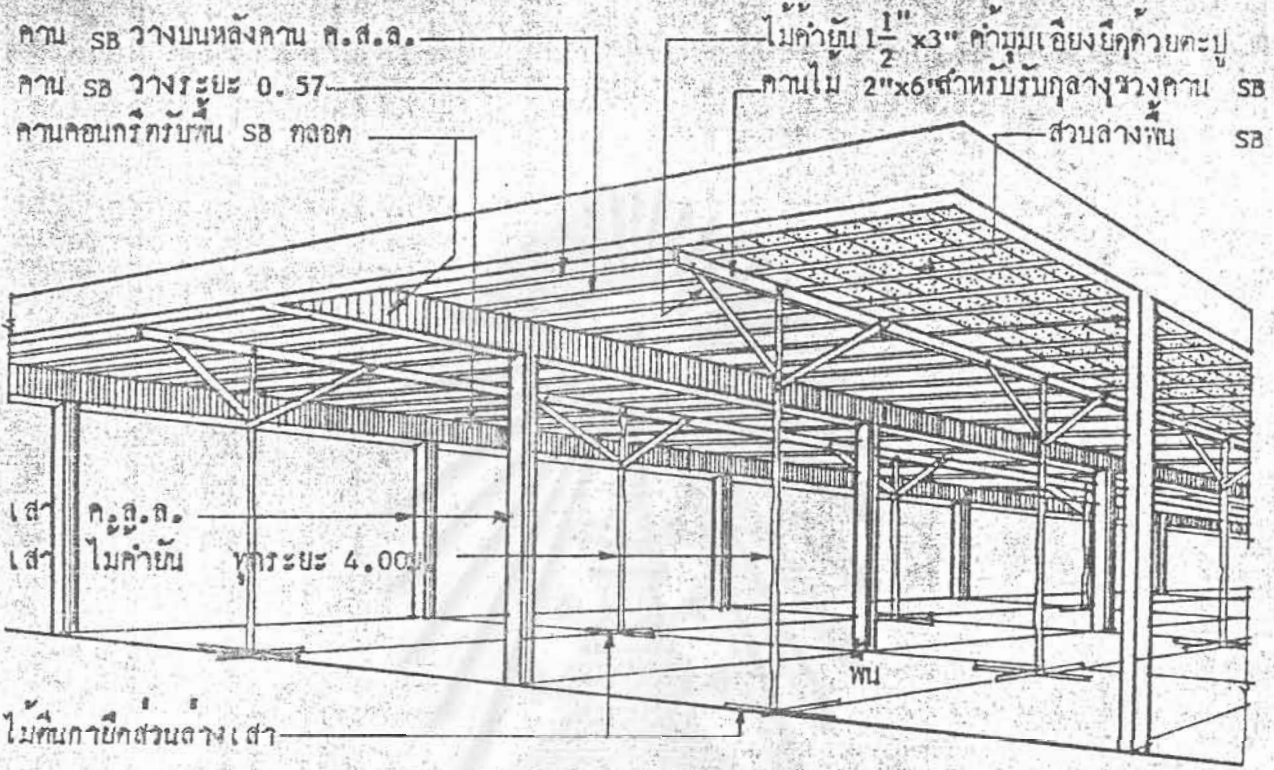 คาน SB วางบนหลังคาน ค.ส.ล.
คาน SB วางระยะ 0.57
คานคอนกรีตรับพื้น SB ตลอด
ไม้ค้ำยัน 1 1/2" x3" ค้ำมุมเอียงยึดด้วยตะปู
คานไม้ 2"x6"สำหรับรับกลางช่วงคาน SB
ส่วนล่างพื้น SB
เสา ค.ส.ล.
เสา ไม้ค้ำยัน ทุกระยะ 4.00
พน
ไม้ตีนกายึดส่วนล่างเสา